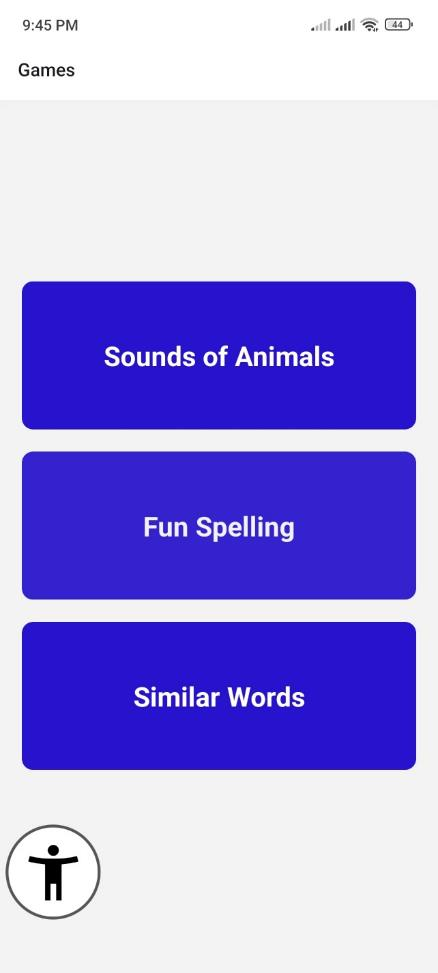 9:45 PM
44
Games
Sounds of Animals
Fun Spelling
Similar Words